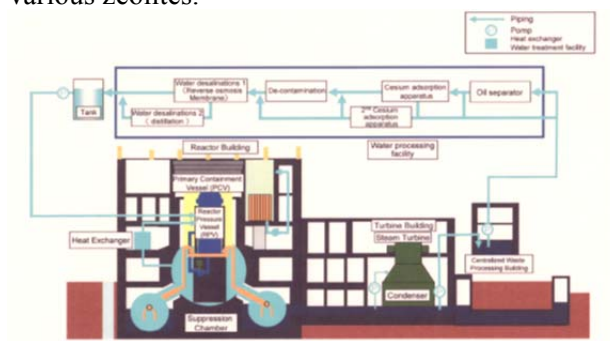 various zeolites.
Piping
Pump
Heat exchanger
Water treatment facility
Water desalinations 1
(Reverse osmosis
Membrane)
De-contamination
Cesium adsorption
apparatus
Oil separator
Tank
Water desalinations 2
( distillation )
2nd Cesium
adsorption
apparatus
Reactor Building
Water processing
facility
Primary Containment
Vessel (PCV)
Reactor
Pressure
Vessel
(RPV)
Heat Exchanger
Turbine Building
Steam Turbine
Centralized Waste
Processing Building
Condenser
Suppression
Chamber